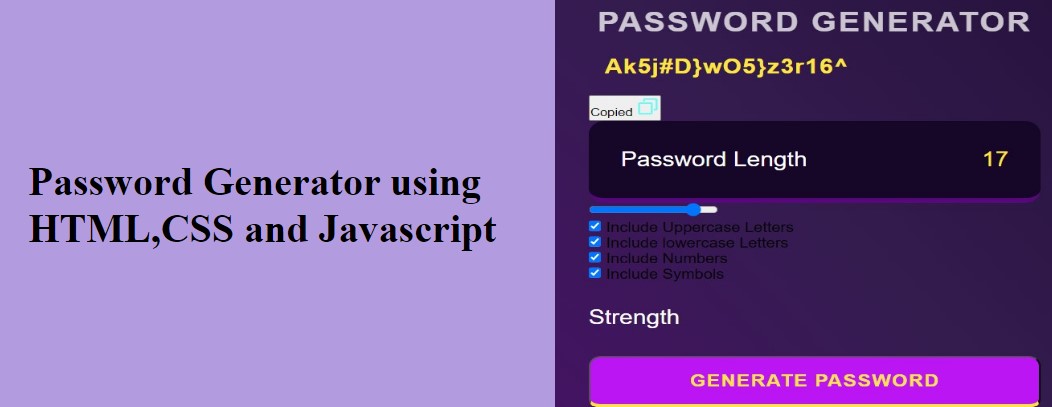 Password Generator using
HTML,CSS and Javascript
PASSWORD GENERATOR
Ak5j#D}wO5}z3r16^
Copied
Password Length 17
Include Uppercase Letters
Include lowercase Letters
Include Numbers
Include Symbols
Strength
GENERATE PASSWORD